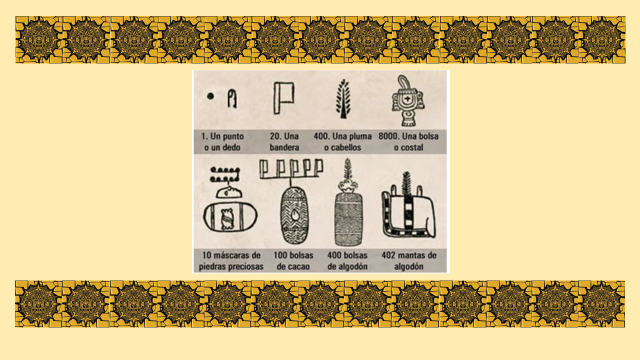 1. Un punto
o un dedo
20. Una
bandera
400. Una pluma
o cabellos
8000. Una bolsa
o costal
10 máscaras de
piedras preciosas
100 bolsas
de cacao
400 bolsas
de algodón
402 mantas de
algodón